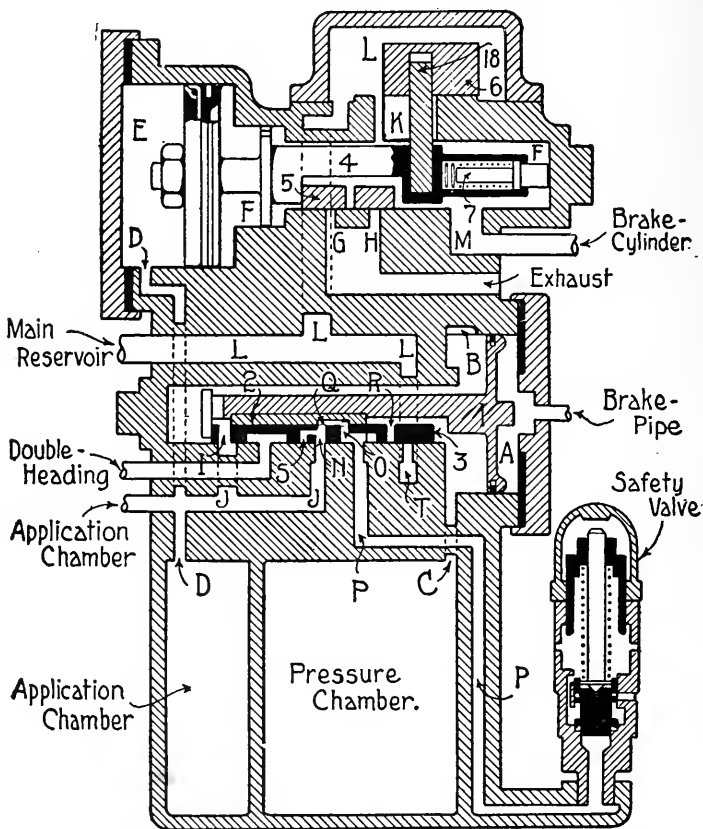 L
18
6
E
K
4
F
F
5
7
D
G
H
M
Brake-
Cylinder
Exhaust
Main
Reservoir
L
L
L
B
2
Q
R
Brake-
Pipe
Double-
Heading
I
5
N
O
3
A
1
J
J
T
Safety
Valve
Application
Chamber
D
P
C
Application
Chamber
Pressure
Chamber.
P